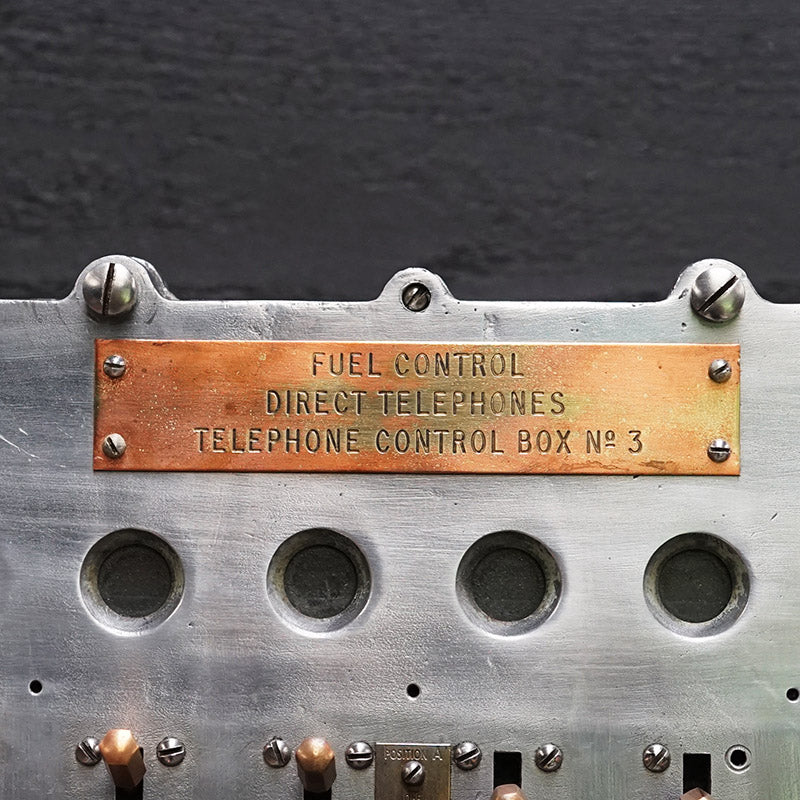 FUEL CONTROL
DIRECT TELEPHONES
TELEPHONE CONTROL BOX Nº 3
POSITION A